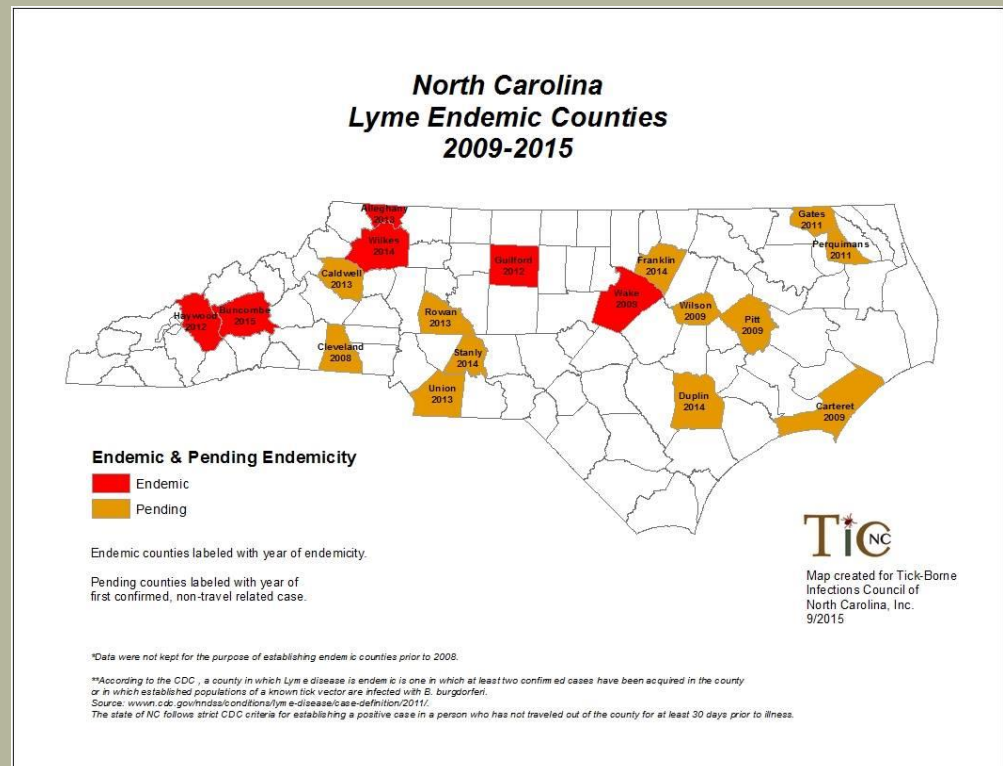 North Carolina
Lyme Endemic Counties
2009-2015
Alleghany
2013
Wilkes
2014
Caldwell
2013
Haywood
2012
Buncombe
2015
Cleveland
2008
Rowan
2013
Stanly
2014
Union
2013
Guilford
2012
Wake
2009
Franklin
2014
Wilson
2009
Pitt
2009
Duplin
2014
Carteret
2009
Gates
2011
Perquimans
2011
Endemic & Pending Endemicity
Endemic
Pending
Endemic counties labeled with year of endemicity.
Pending counties labeled with year of
first confirmed, non-travel related case.
TiC NC
Map created for Tick-Borne
Infections Council of
North Carolina, Inc.
9/2015
*Data were not kept for the purpose of establishing endemic counties prior to 2008.
**According to the CDC , a county in which Lyme disease is endemic is one in which at least two confirmed cases have been acquired in the county
or in which established populations of a known tick vector are infected with B. burgdorferi.
Source: wwwn.cdc.gov/nndss/conditions/lyme-disease/case-definition/2011/.
The state of NC follows strict CDC criteria for establishing a positive case in a person who has not traveled out of the county for at least 30 days prior to illness.